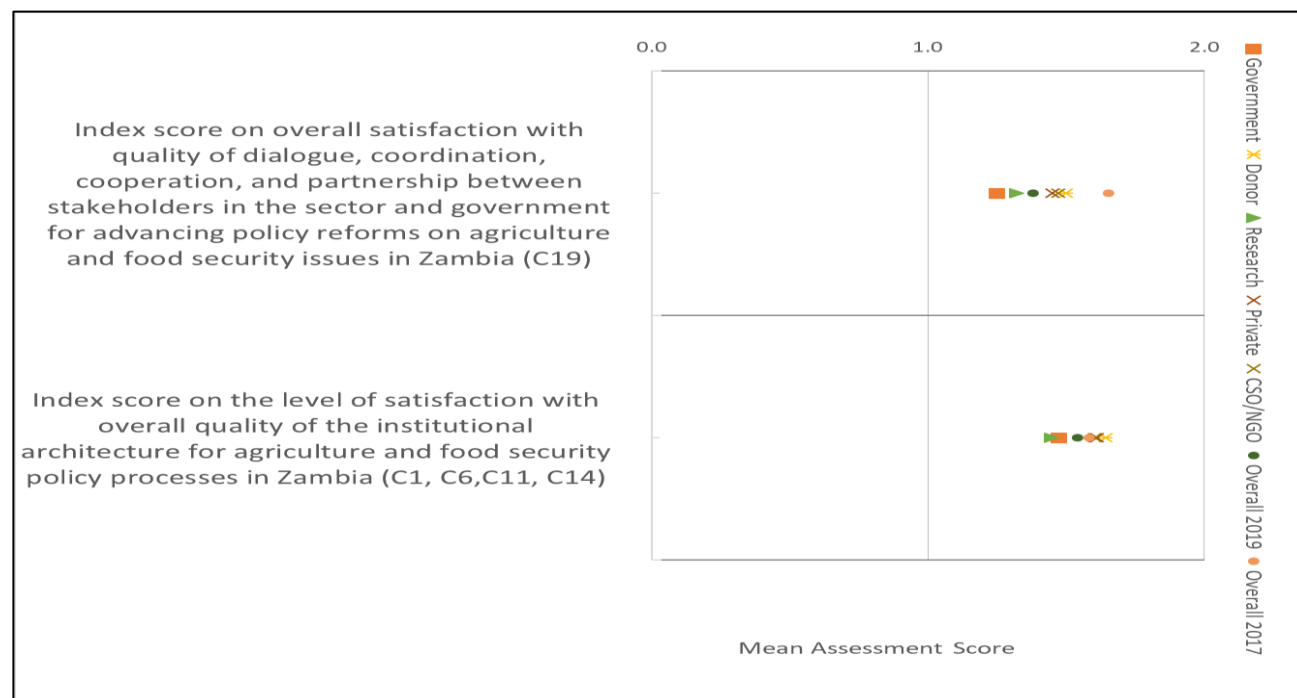 0.0 1.0 2.0
Index score on overall satisfaction with
quality of dialogue, coordination,
cooperation, and partnership between
stakeholders in the sector and government
for advancing policy reforms on agriculture
and food security issues in Zambia (C19)
Index score on the level of satisfaction with
overall quality of the institutional
architecture for agriculture and food security
policy processes in Zambia (C1, C6,C11, C14)
Mean Assessment Score
Government Donor Research Private CSO/NGO Overall 2019 Overall 2017